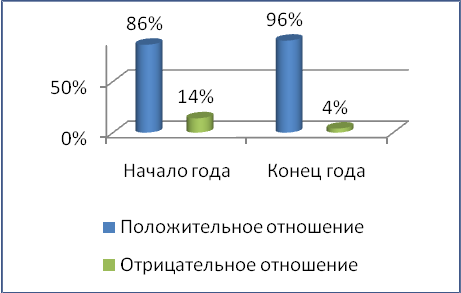 86%
96%
50%
14%
4%
0%
Начало года
Конец года
Положительное отношение
Отрицательное отношение